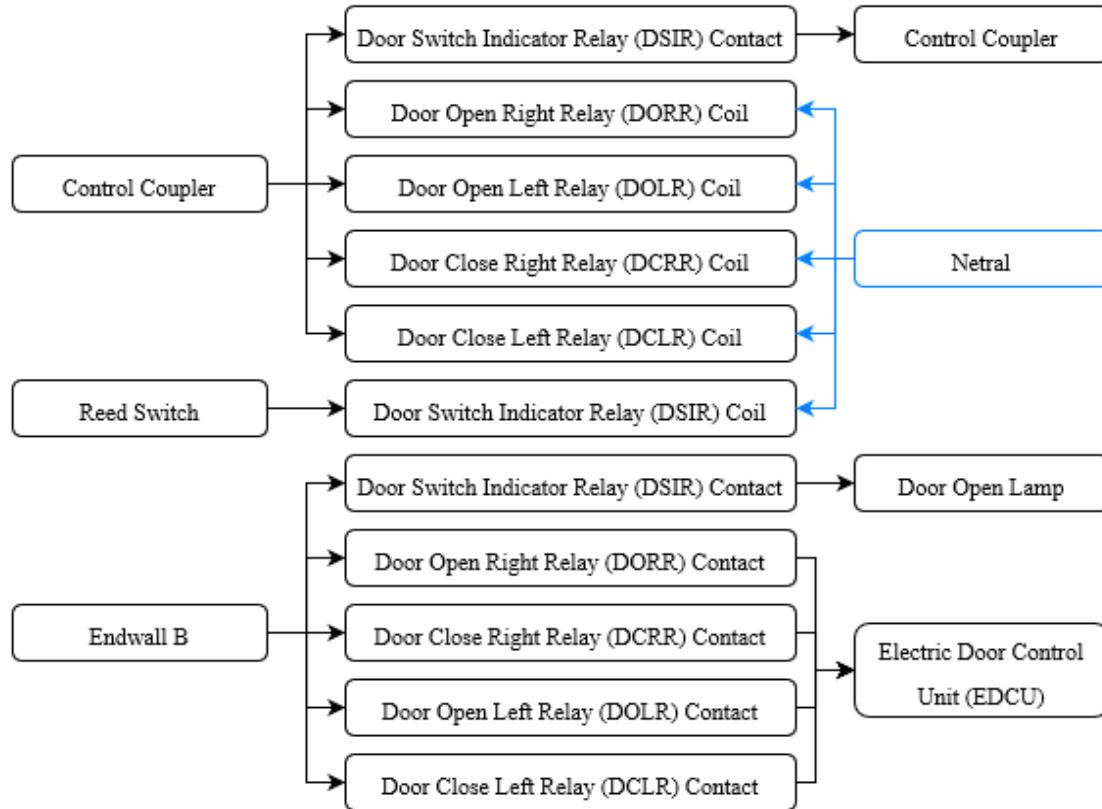 Door Switch Indicator Relay (DSIR) Contact
Control Coupler
Door Open Right Relay (DORR) Coil
Control Coupler
Door Open Left Relay (DOLR) Coil
Door Close Right Relay (DCRR) Coil
Netral
Door Close Left Relay (DCLR) Coil
Reed Switch
Door Switch Indicator Relay (DSIR) Coil
Door Switch Indicator Relay (DSIR) Contact
Door Open Lamp
Door Open Right Relay (DORR) Contact
Endwall B
Door Close Right Relay (DCRR) Contact
Electric Door Control
Unit (EDCU)
Door Open Left Relay (DOLR) Contact
Door Close Left Relay (DCLR) Contact